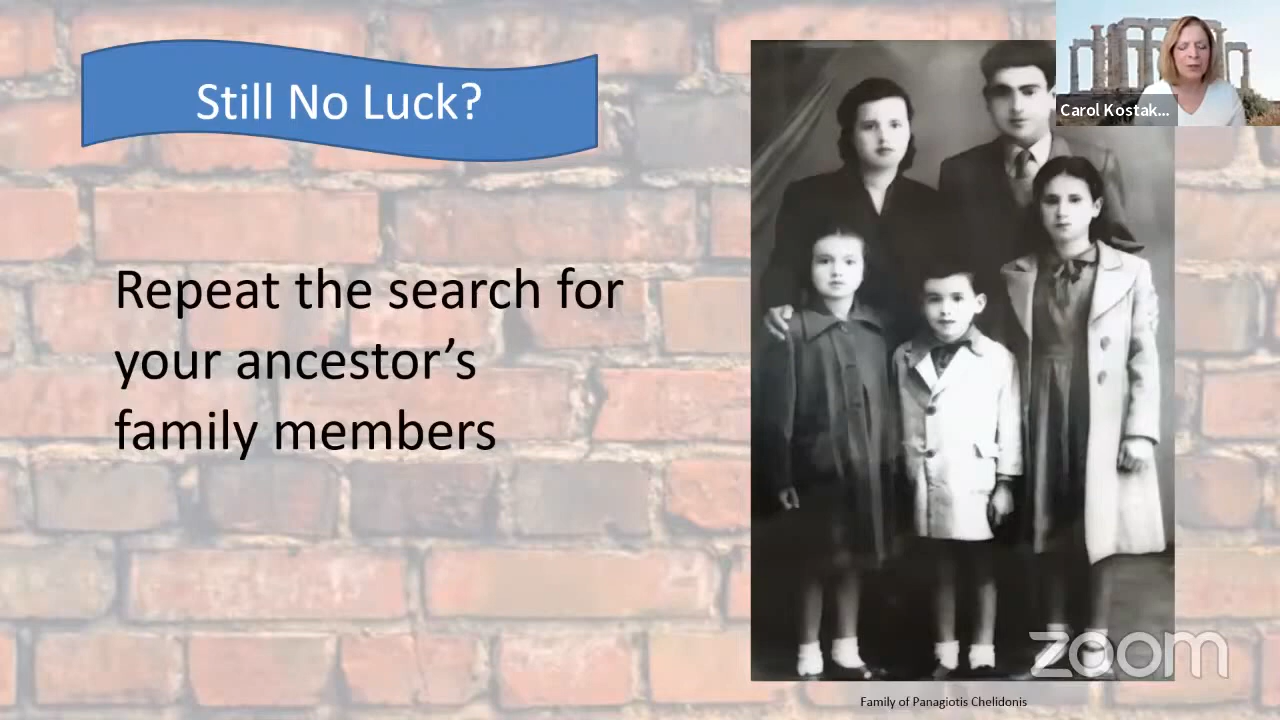 Still No Luck?
Carol Kostak...
Repeat the search for
your ancestor’s
family members
zoom
Family of Panagiotis Chelidonis